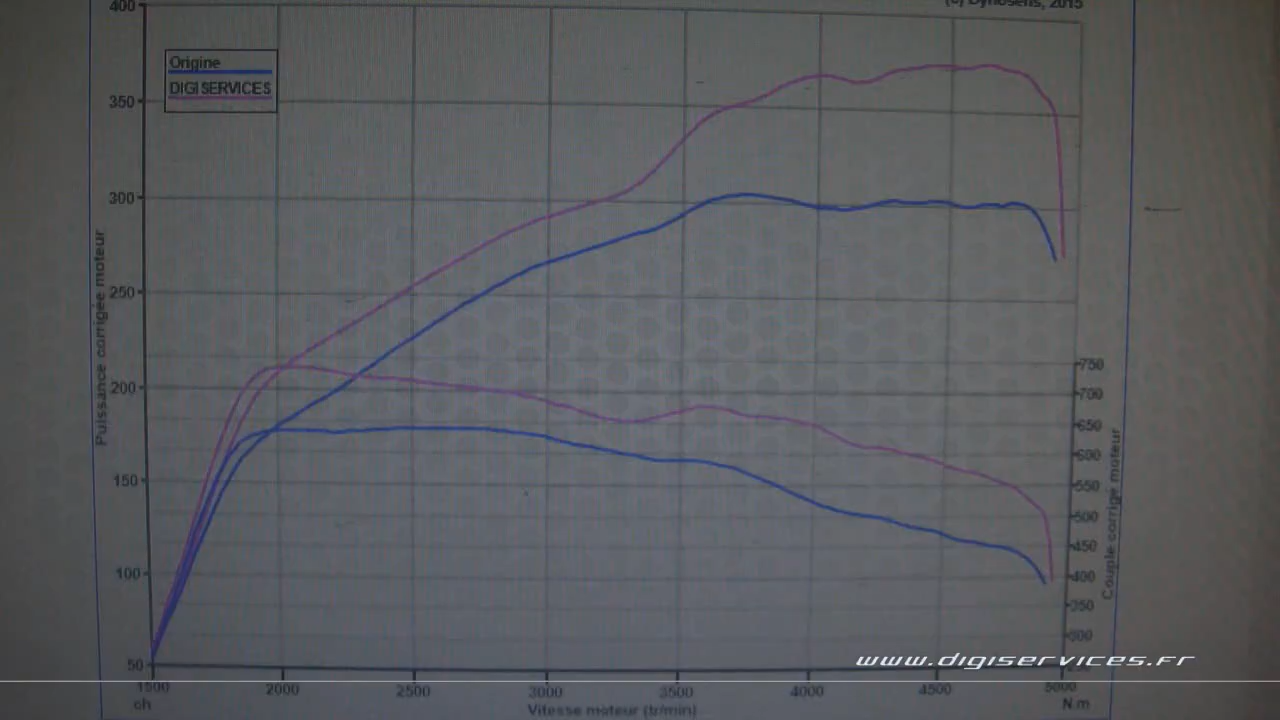 (c) Dynosens, 2015
400
Origine
DIGISERVICES
350
300
250
200
150
100
50
Puissance corrigée moteur
750
700
650
600
550
500
450
400
350
300
Couple corrigé moteur
www.digiservices.fr
1500
2000
2500
3000
3500
4000
4500
5000
ch
Vitesse moteur (tr/min)
N.m